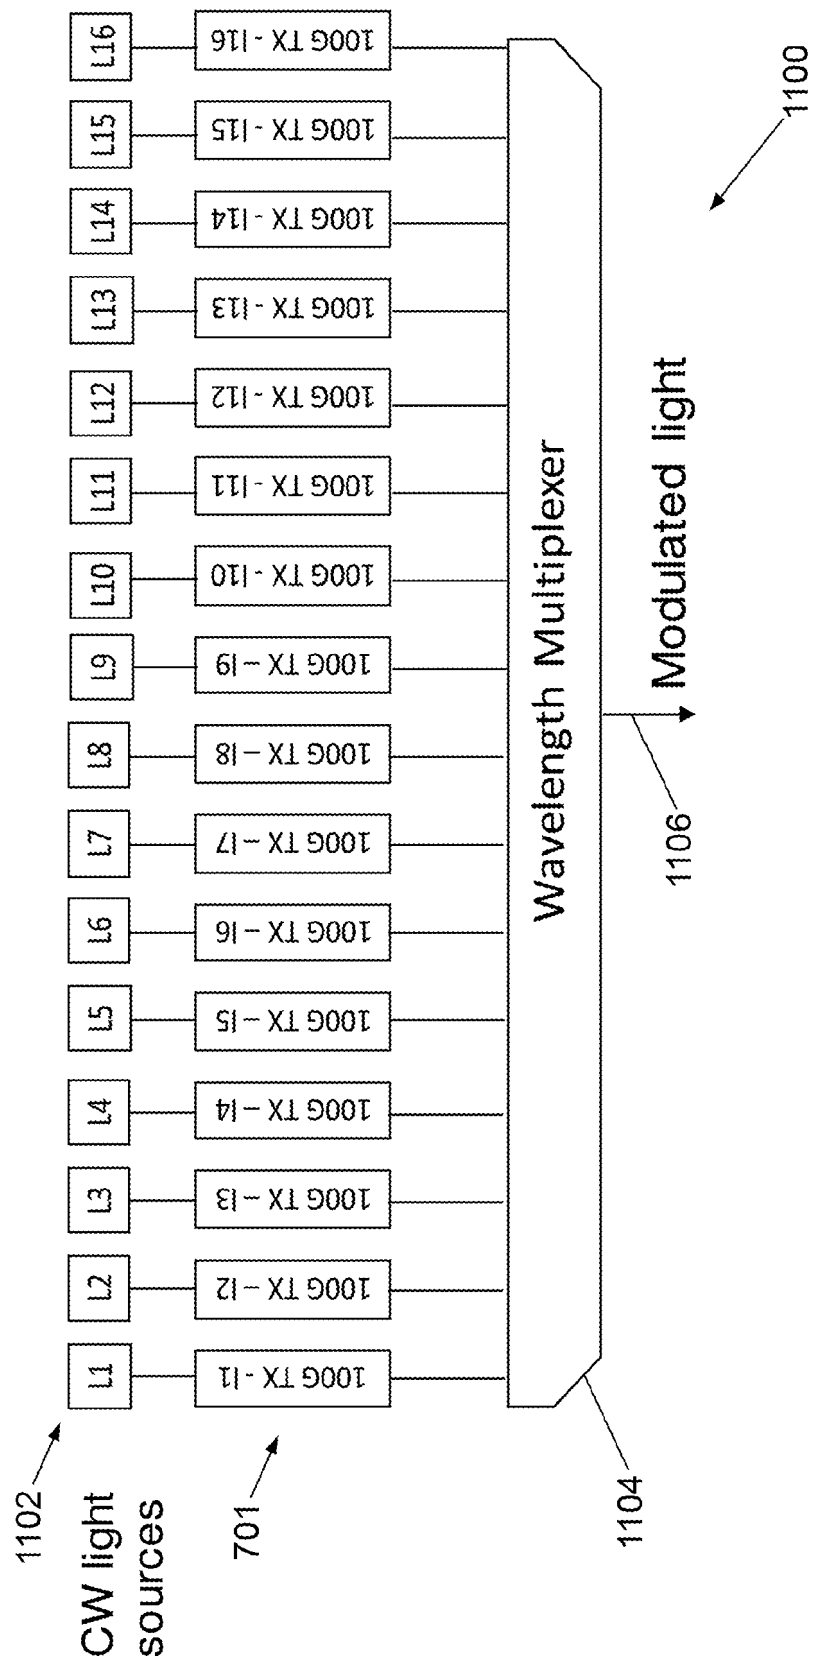 1102
CW light
sources
L1
L2
L3
L4
L5
L6
L7
L8
L9
L10
L11
L12
L13
L14
L15
L16
701
100G TX - I1
100G TX – I2
100G TX – I3
100G TX – I4
100G TX – I5
100G TX – I6
100G TX – I7
100G TX – I8
100G TX – I9
100G TX - I10
100G TX - I11
100G TX - I12
100G TX - I13
100G TX - I14
100G TX - I15
100G TX - I16
Wavelength Multiplexer
1104
1106
Modulated light
1100